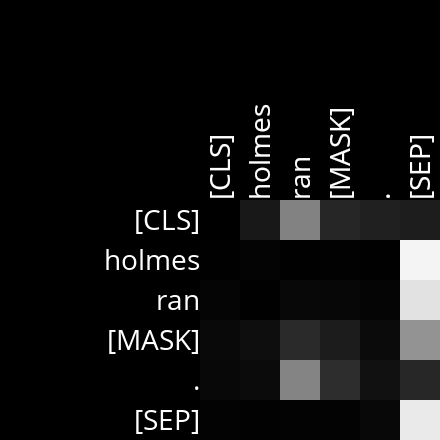 [CLS]
holmes
ran
[MASK]
.
[SEP]
[CLS]
holmes
ran
[MASK]
.
[SEP]